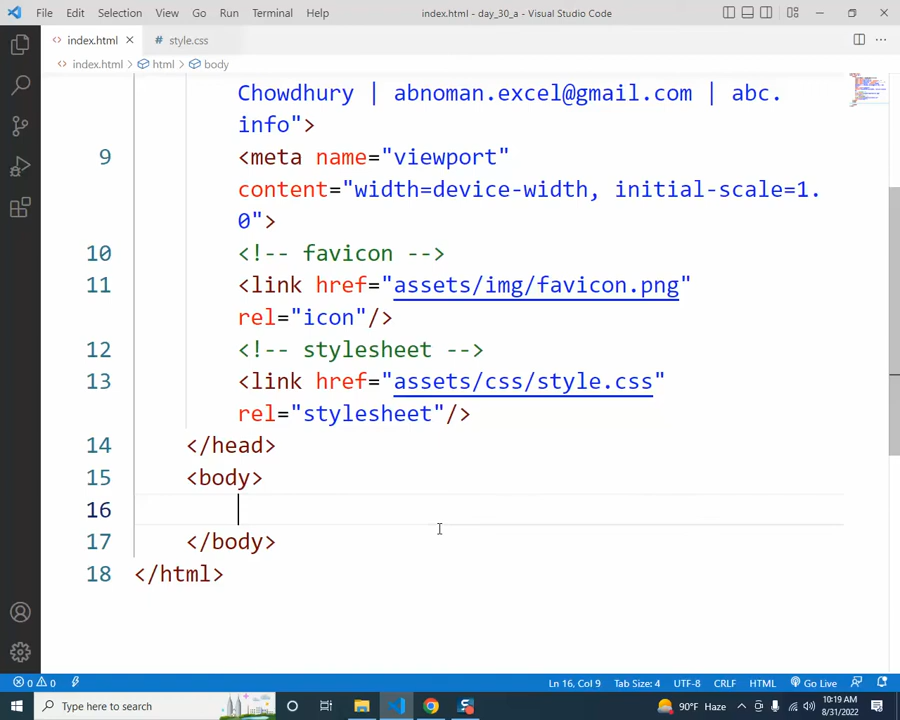 File Edit Selection View Go Run Terminal Help
index.html - day_30_a - Visual Studio Code
index.html
# style.css
index.html > html > body
Chowdhury | abnoman.excel@gmail.com | abc.
info">
9 <meta name="viewport"
content="width=device-width, initial-scale=1.
0">
10 <!-- favicon -->
11 <link href="assets/img/favicon.png"
rel="icon"/>
12 <!-- stylesheet -->
13 <link href="assets/css/style.css"
rel="stylesheet"/>
14 </head>
15 <body>
16
17 </body>
18 </html>
0 0 Ln 16, Col 9 Tab Size: 4 UTF-8 CRLF HTML Go Live
Type here to search
90°F Haze
10:19 AM
8/31/2022